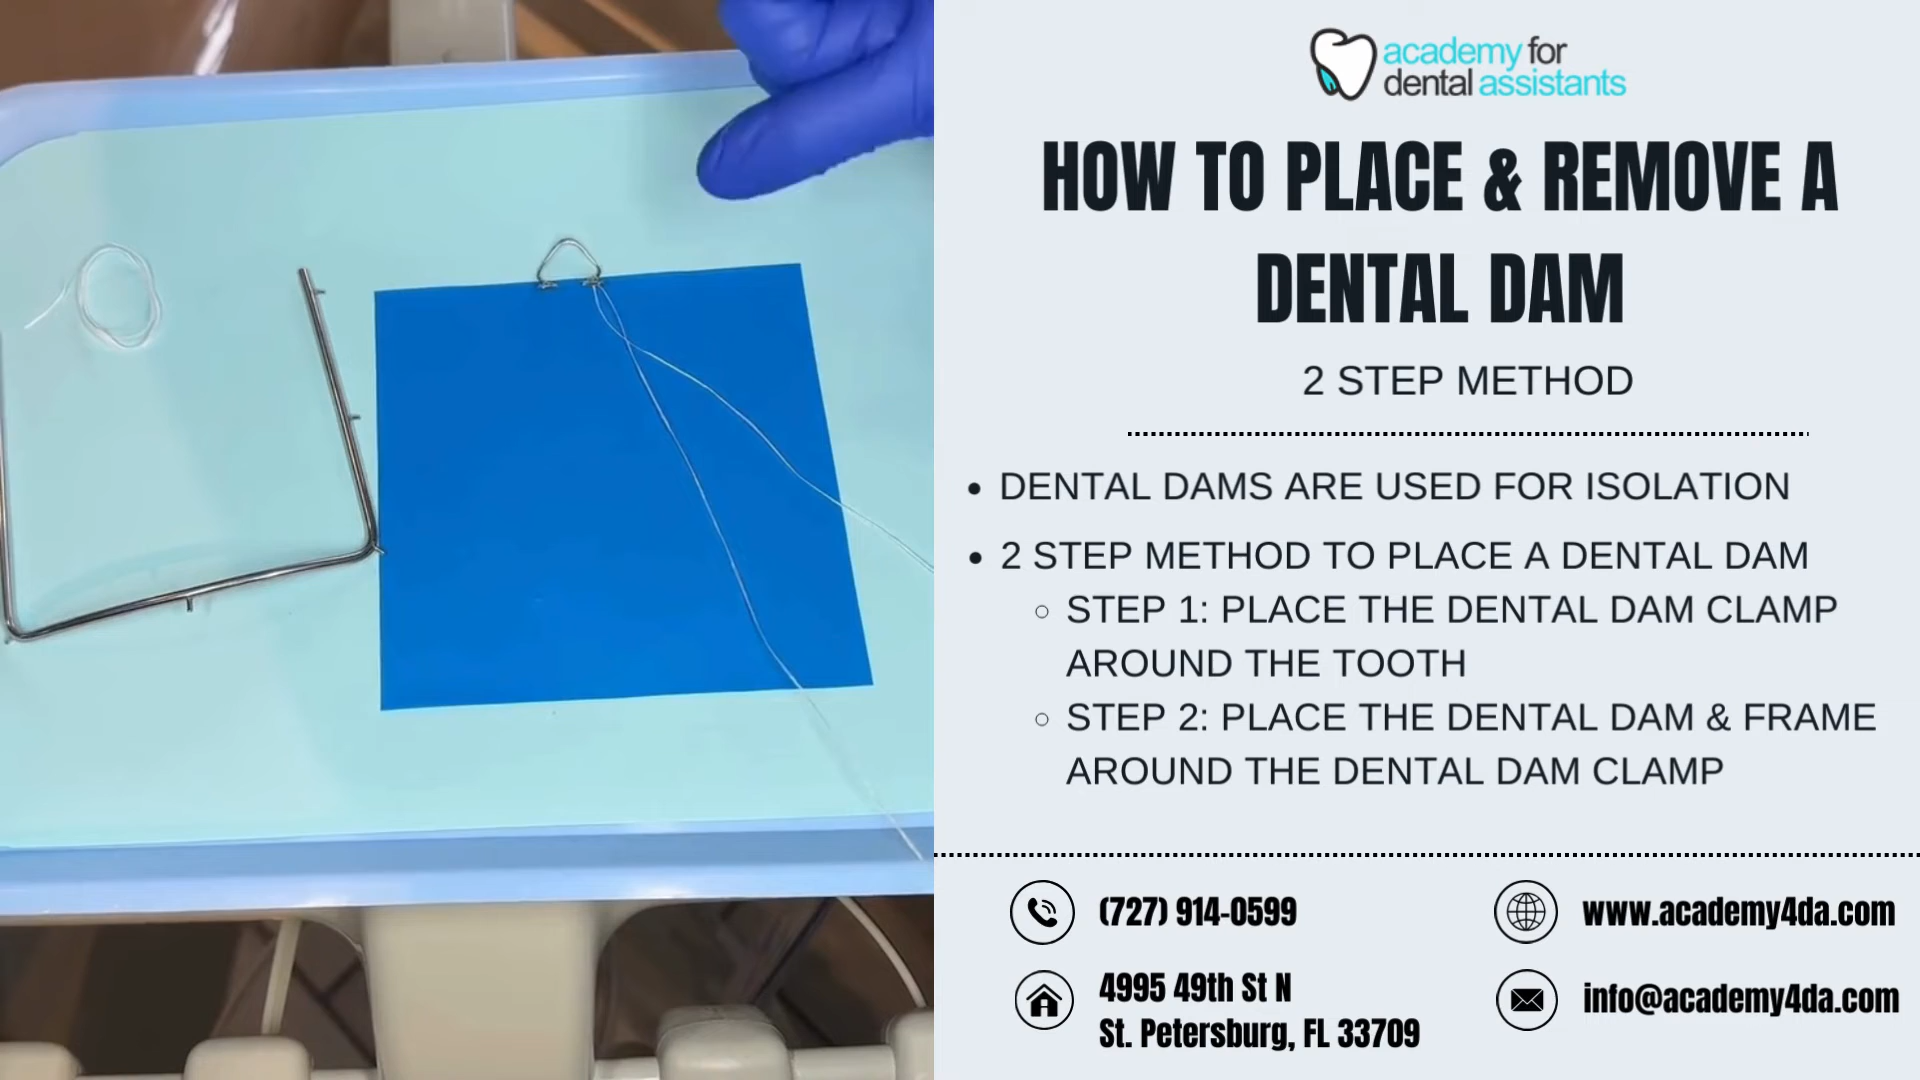 academy for
dental assistants
HOW TO PLACE & REMOVE A
DENTAL DAM
2 STEP METHOD
• DENTAL DAMS ARE USED FOR ISOLATION
• 2 STEP METHOD TO PLACE A DENTAL DAM
○ STEP 1: PLACE THE DENTAL DAM CLAMP
AROUND THE TOOTH
○ STEP 2: PLACE THE DENTAL DAM & FRAME
AROUND THE DENTAL DAM CLAMP
(727) 914-0599
www.academy4da.com
4995 49th St N
St. Petersburg, FL 33709
info@academy4da.com